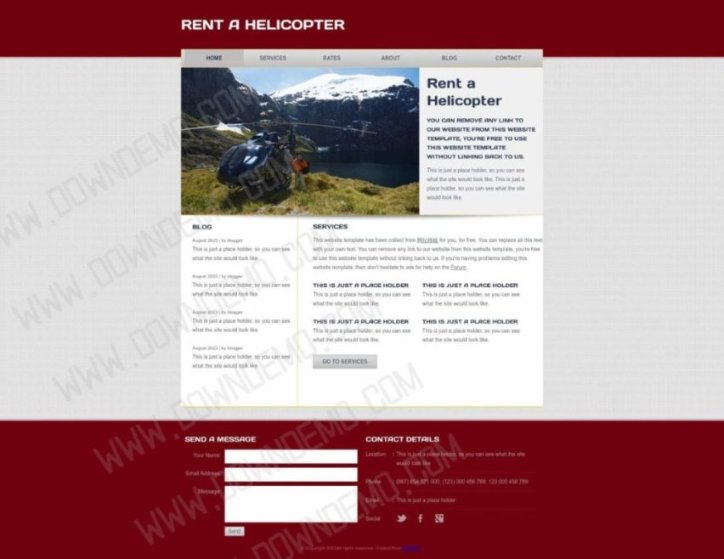 RENT A HELICOPTER
HOME SERVICES RATES ABOUT BLOG CONTACT
Rent a
Helicopter
YOU CAN REMOVE ANY LINK TO
OUR WEBSITE FROM THIS WEBSITE
TEMPLATE, YOU'RE FREE TO USE
THIS WEBSITE TEMPLATE
WITHOUT LINKING BACK TO US.
This is just a place holder, so you can see
what the site would look like. This is just a
place holder, so you can see what the site
would look like.
BLOG
August 2023 | by blogger
This is just a place holder, so you can see
what the site would look like.
August 2023 | by blogger
This is just a place holder, so you can see
what the site would look like.
August 2023 | by blogger
This is just a place holder, so you can see
what the site would look like.
August 2023 | by blogger
This is just a place holder, so you can see
what the site would look like.
SERVICES
This website template has been collected from for you, for free. You can replace all this text
with your own text. You can remove any link to our website from this website template, you're free
to use this website template without linking back to us. If you're having problems editing this
website template, then don't hesitate to ask for help on the Forum.
THIS IS JUST A PLACE HOLDER
This is just a place holder, so you can see
what the site would look like.
THIS IS JUST A PLACE HOLDER
This is just a place holder, so you can see
what the site would look like.
THIS IS JUST A PLACE HOLDER
This is just a place holder, so you can see
what the site would look like.
THIS IS JUST A PLACE HOLDER
This is just a place holder, so you can see
what the site would look like.
GO TO SERVICES
SEND A MESSAGE
Your Name:
Email Address:
Message:
Send
CONTACT DETAILS
Location : This is just a place holder, so you can see what the site
would look like.
Phone :
Email : This is just a place holder
Social :
WWW.DOWNDEMO.COM
WWW.DOWNDEMO.COM
WWW.DOWNDEMO.COM
WWW.DOWNDEMO.COM
WWW.DOWNDEMO.COM